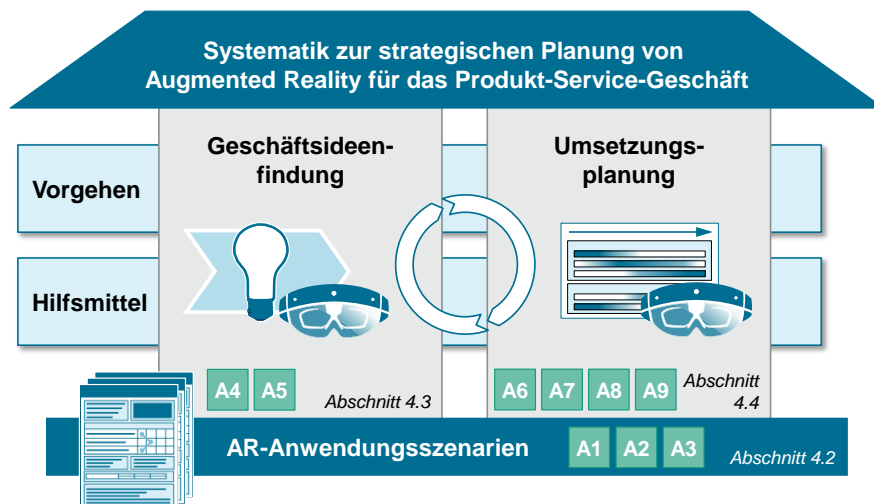 Systematik zur strategischen Planung von
Augmented Reality für das Produkt-Service-Geschäft
Geschäftsideen-
findung
Umsetzungs-
planung
Vorgehen
Hilfsmittel
A4 A5
Abschnitt 4.3
A6 A7 A8 A9
Abschnitt
4.4
AR-Anwendungsszenarien
A1 A2 A3
Abschnitt 4.2